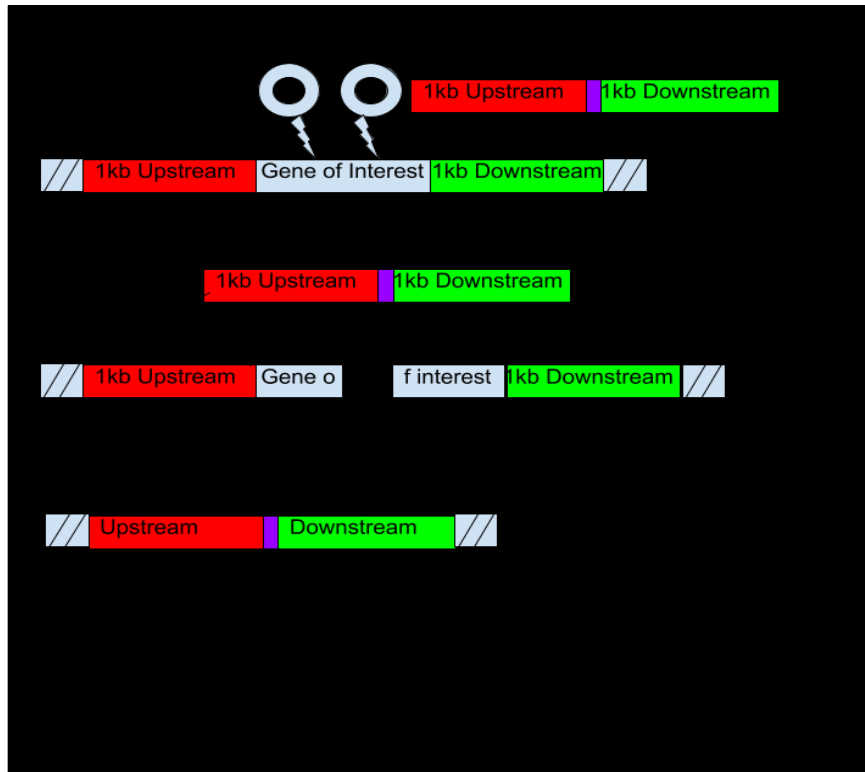 1kb Upstream 1kb Downstream
1kb Upstream Gene of Interest 1kb Downstream
1kb Upstream 1kb Downstream
1kb Upstream Gene o f interest 1kb Downstream
Upstream Downstream